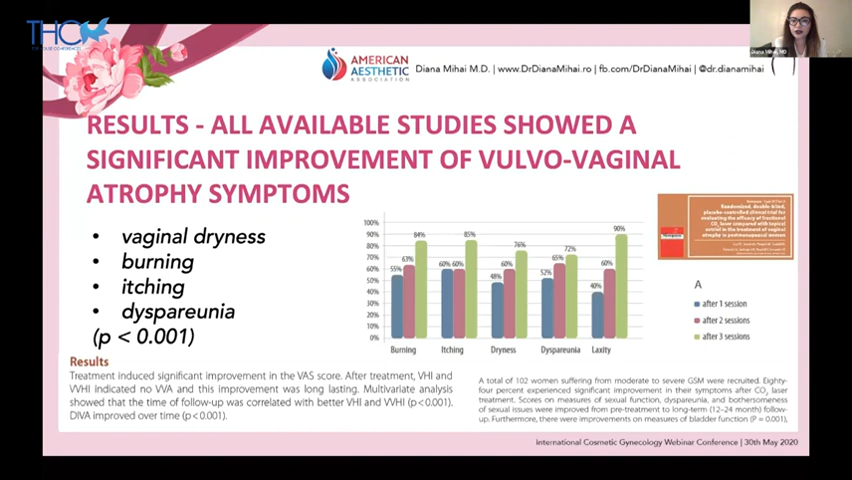 THC
AMERICAN
AESTHETIC
ASSOCIATION
Diana Mihai M.D. | www.DrDianaMihai.ro | fb.com/DrDianaMihai | @dr.dianamihai
Diana Mihai, MD
RESULTS - ALL AVAILABLE STUDIES SHOWED A
SIGNIFICANT IMPROVEMENT OF VULVO-VAGINAL
ATROPHY SYMPTOMS
• vaginal dryness
• burning
• itching
• dyspareunia
(p < 0.001)
100%
90%
80%
70%
60%
50%
40%
30%
20%
10%
0%
55% 63% 84%
60% 60% 85%
48% 60% 76%
52% 65% 72%
40% 60% 90%
Burning Itching Dryness Dyspareunia Laxity
Randomized, double-blind,
placebo-controlled clinical trial for
evaluating the efficacy of fractional
CO2 laser compared with topical
estriol in the treatment of vaginal
atrophy in postmenopausal women
A
after 1 session
after 2 sessions
after 3 sessions
Results
Treatment induced significant improvement in the VAS score. After treatment, VHI and
VVHI indicated no VVA and this improvement was long lasting. Multivariate analysis
showed that the time of follow-up was correlated with better VHI and VVHI (p<0.001).
DIVA improved over time (p<0.001).
A total of 102 women suffering from moderate to severe GSM were recruited. Eighty-
four percent experienced significant improvement in their symptoms after CO2 laser
treatment. Scores on measures of sexual function, dyspareunia, and bothersomeness
of sexual issues were improved from pre-treatment to long-term (12–24 month) follow-
up. Furthermore, there were improvements on measures of bladder function (P = 0.001),
International Cosmetic Gynecology Webinar Conference | 30th May 2020